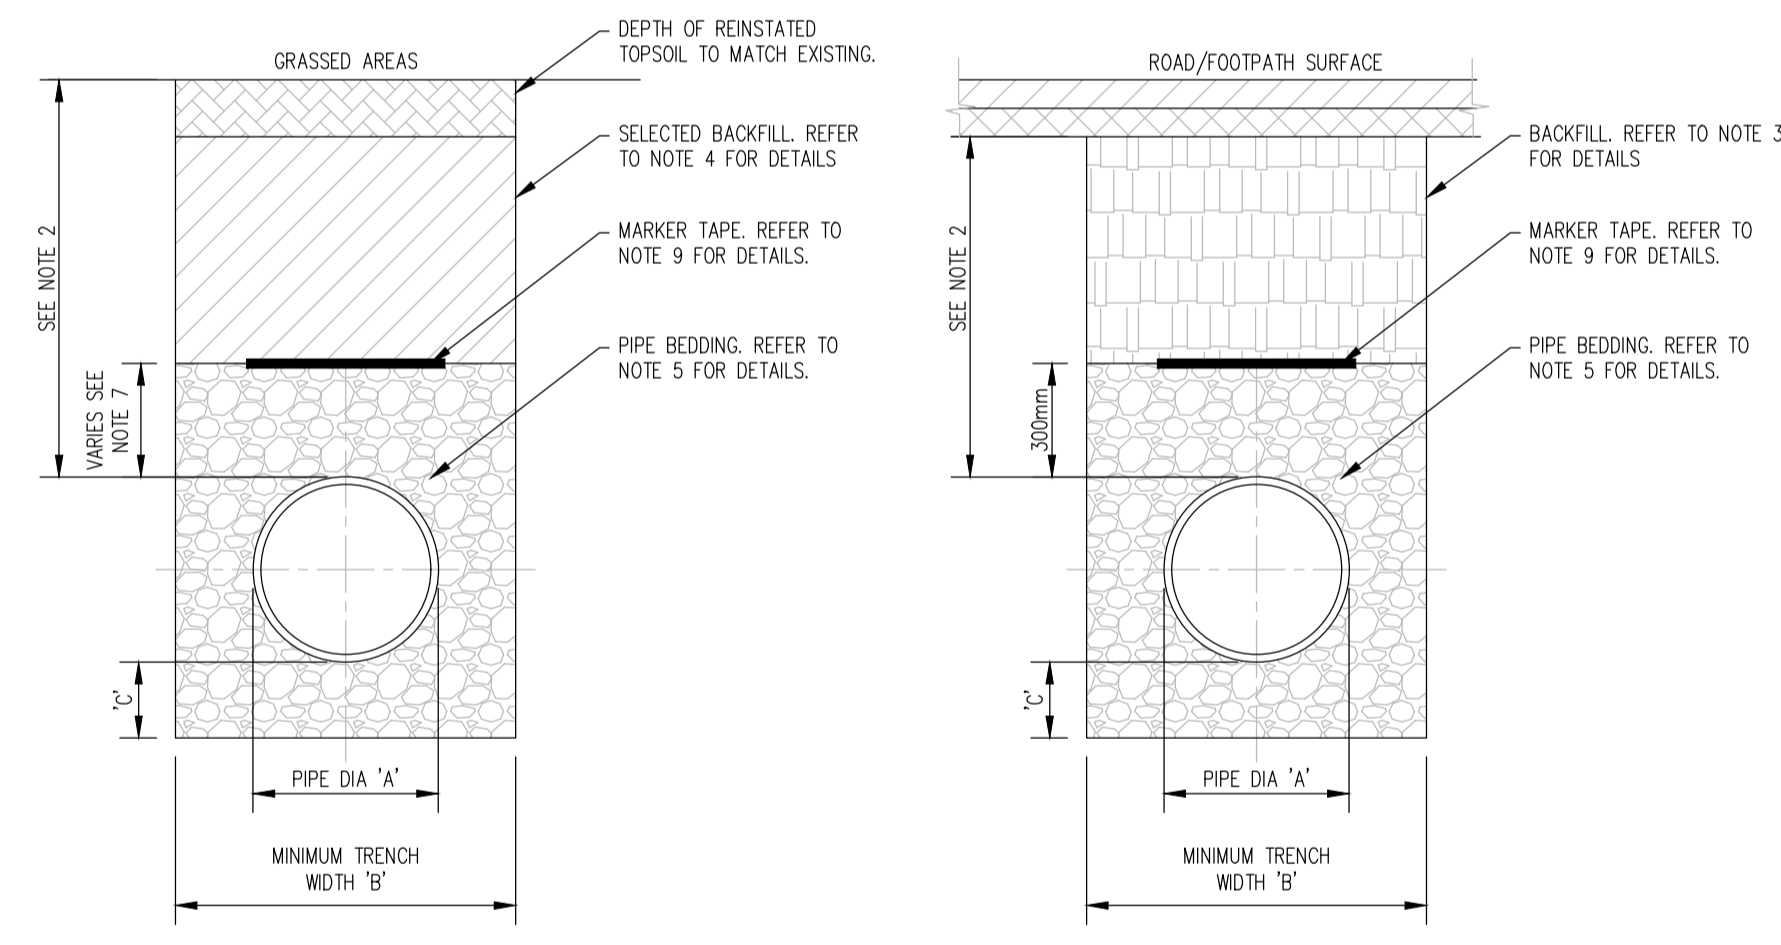 GRASSED AREAS
DEPTH OF REINSTATED
TOPSOIL TO MATCH EXISTING.
SELECTED BACKFILL. REFER
TO NOTE 4 FOR DETAILS
MARKER TAPE. REFER TO
NOTE 9 FOR DETAILS.
PIPE BEDDING. REFER TO
NOTE 5 FOR DETAILS.
SEE NOTE 2
VARIES SEE
NOTE 7
'C'
PIPE DIA 'A'
MINIMUM TRENCH
WIDTH 'B'
ROAD/FOOTPATH SURFACE
BACKFILL. REFER TO NOTE 3
FOR DETAILS
MARKER TAPE. REFER TO
NOTE 9 FOR DETAILS.
PIPE BEDDING. REFER TO
NOTE 5 FOR DETAILS.
SEE NOTE 2
300mm
'C'
PIPE DIA 'A'
MINIMUM TRENCH
WIDTH 'B'